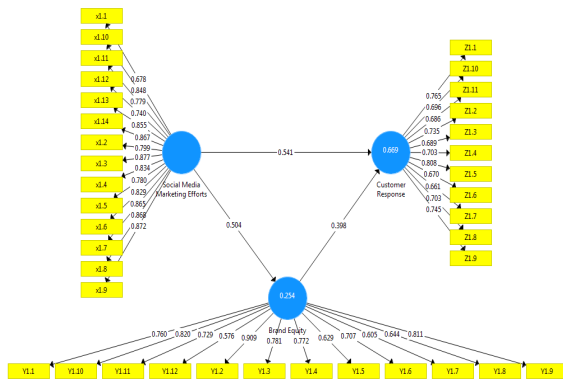 x1.1
x1.10
x1.11
x1.12
x1.13
x1.14
x1.2
x1.3
x1.4
x1.5
x1.6
x1.7
x1.8
x1.9
0.678
0.848
0.779
0.740
0.855
0.867
0.799
0.877
0.834
0.780
0.829
0.865
0.868
0.872
Social Media
Marketing Efforts
0.541
0.504
0.398
0.669
Customer
Response
0.765
0.696
0.686
0.735
0.689
0.703
0.808
0.670
0.661
0.703
0.745
Z1.1
Z1.10
Z1.11
Z1.2
Z1.3
Z1.4
Z1.5
Z1.6
Z1.7
Z1.8
Z1.9
0.254
Brand Equity
0.760
0.820
0.729
0.576
0.909
0.781
0.772
0.629
0.707
0.605
0.644
0.811
Y1.1
Y1.10
Y1.11
Y1.12
Y1.2
Y1.3
Y1.4
Y1.5
Y1.6
Y1.7
Y1.8
Y1.9